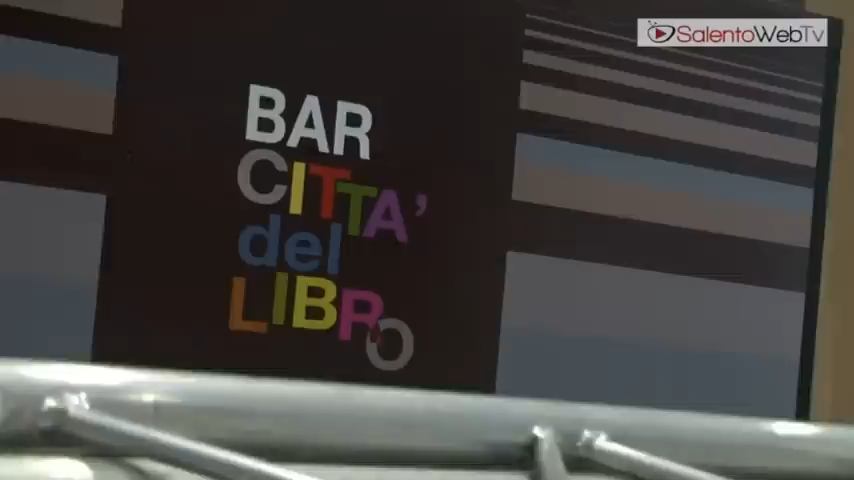 SalentoWebTv
BAR
CITTA'
del
LIBRO